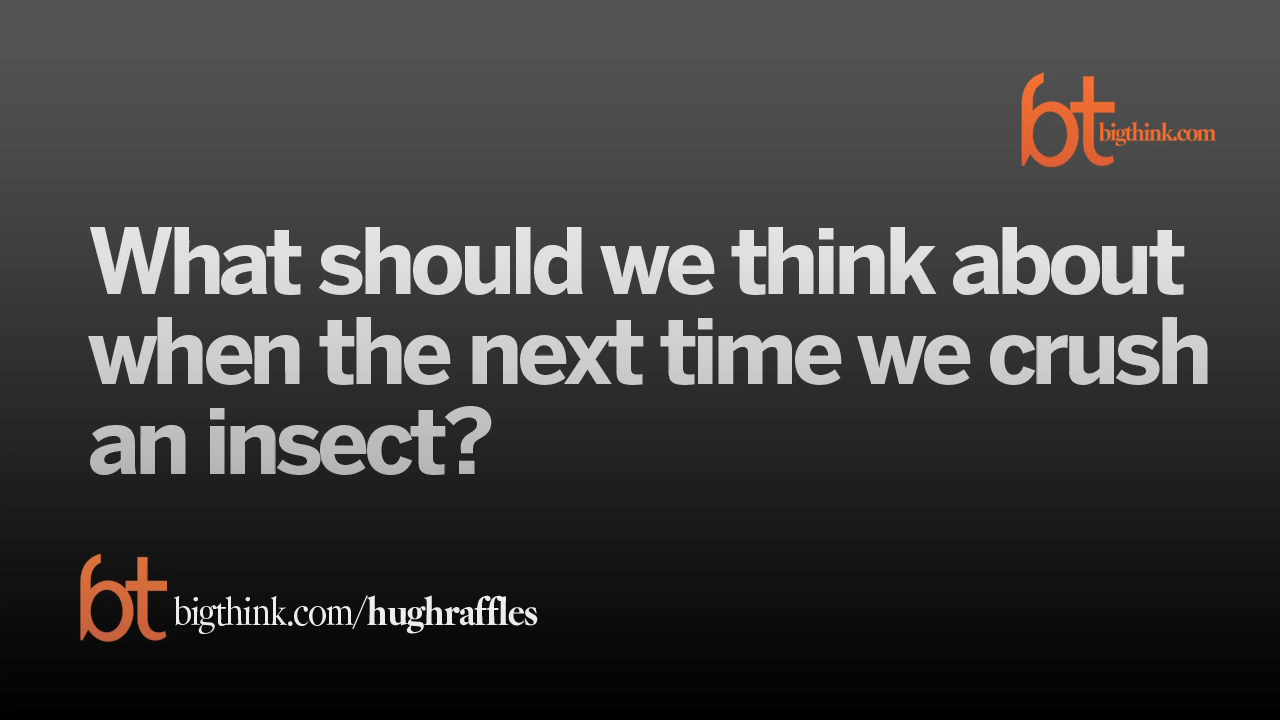 bt bigthink.com
What should we think about
when the next time we crush
an insect?
bt bigthink.com/hughraffles